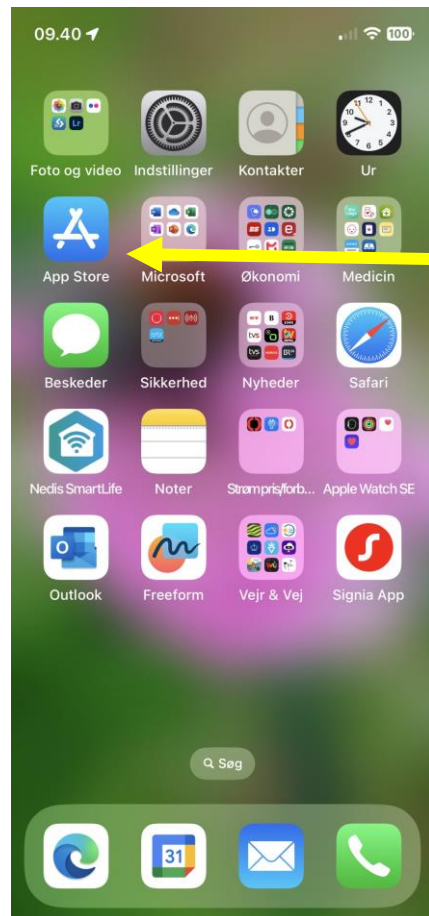 09.40
100
Foto og video Indstillinger Kontakter Ur
App Store Microsoft Økonomi Medicin
Beskeder Sikkerhed Nyheder Safari
Nedis SmartLife Noter Strømpris/forb... Apple Watch SE
Outlook Freeform Vejr & Vej Signia App
Søg
31